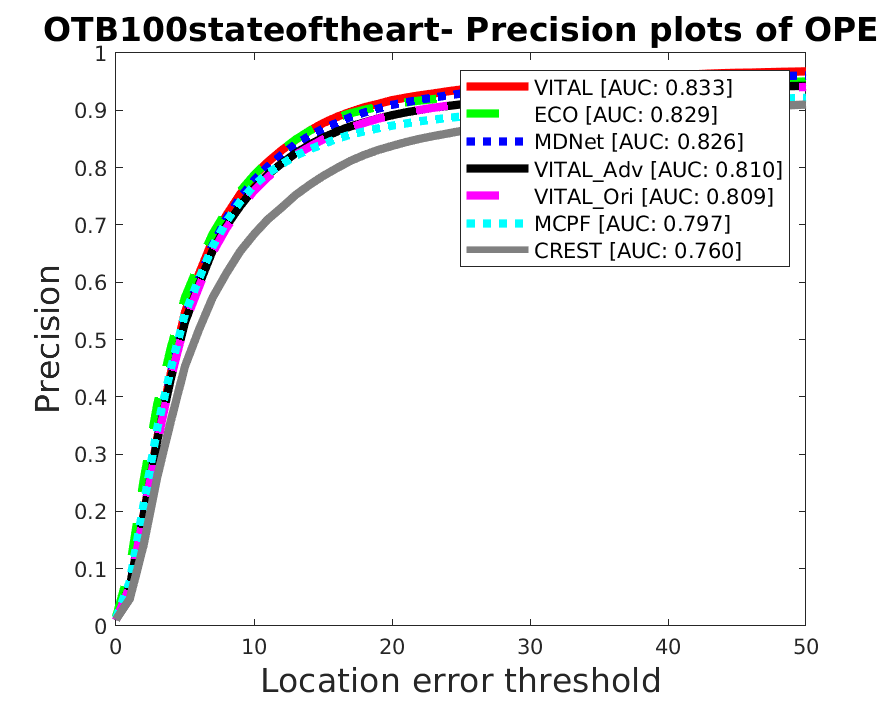 OTB100stateoftheart- Precision plots of OPE
1
0.9
0.8
0.7
0.6
0.5
0.4
0.3
0.2
0.1
0
Precision
VITAL [AUC: 0.833]
ECO [AUC: 0.829]
MDNet [AUC: 0.826]
VITAL_Adv [AUC: 0.810]
VITAL_Ori [AUC: 0.809]
MCPF [AUC: 0.797]
CREST [AUC: 0.760]
0 10 20 30 40 50
Location error threshold